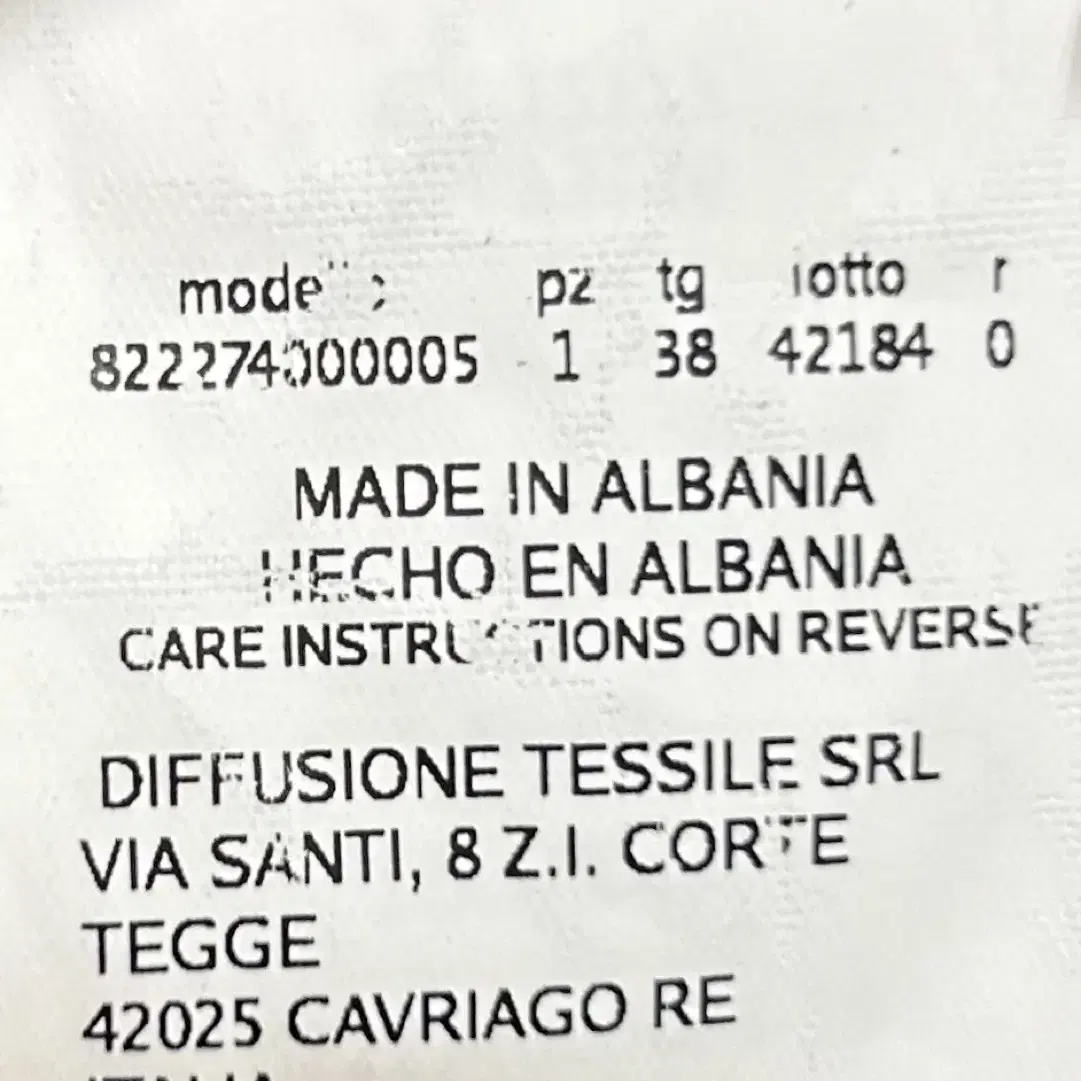 pz tg lotto r
822274000005 1 38 42184 0
MADE IN ALBANIA
HECHO EN ALBANIA
CARE INSTRUCTIONS ON REVERSE
DIFFUSIONE TESSILE SRL
VIA SANTI, 8 Z.I. CORTE
TEGGE
42025 CAVRIAGO RE
ITALIA